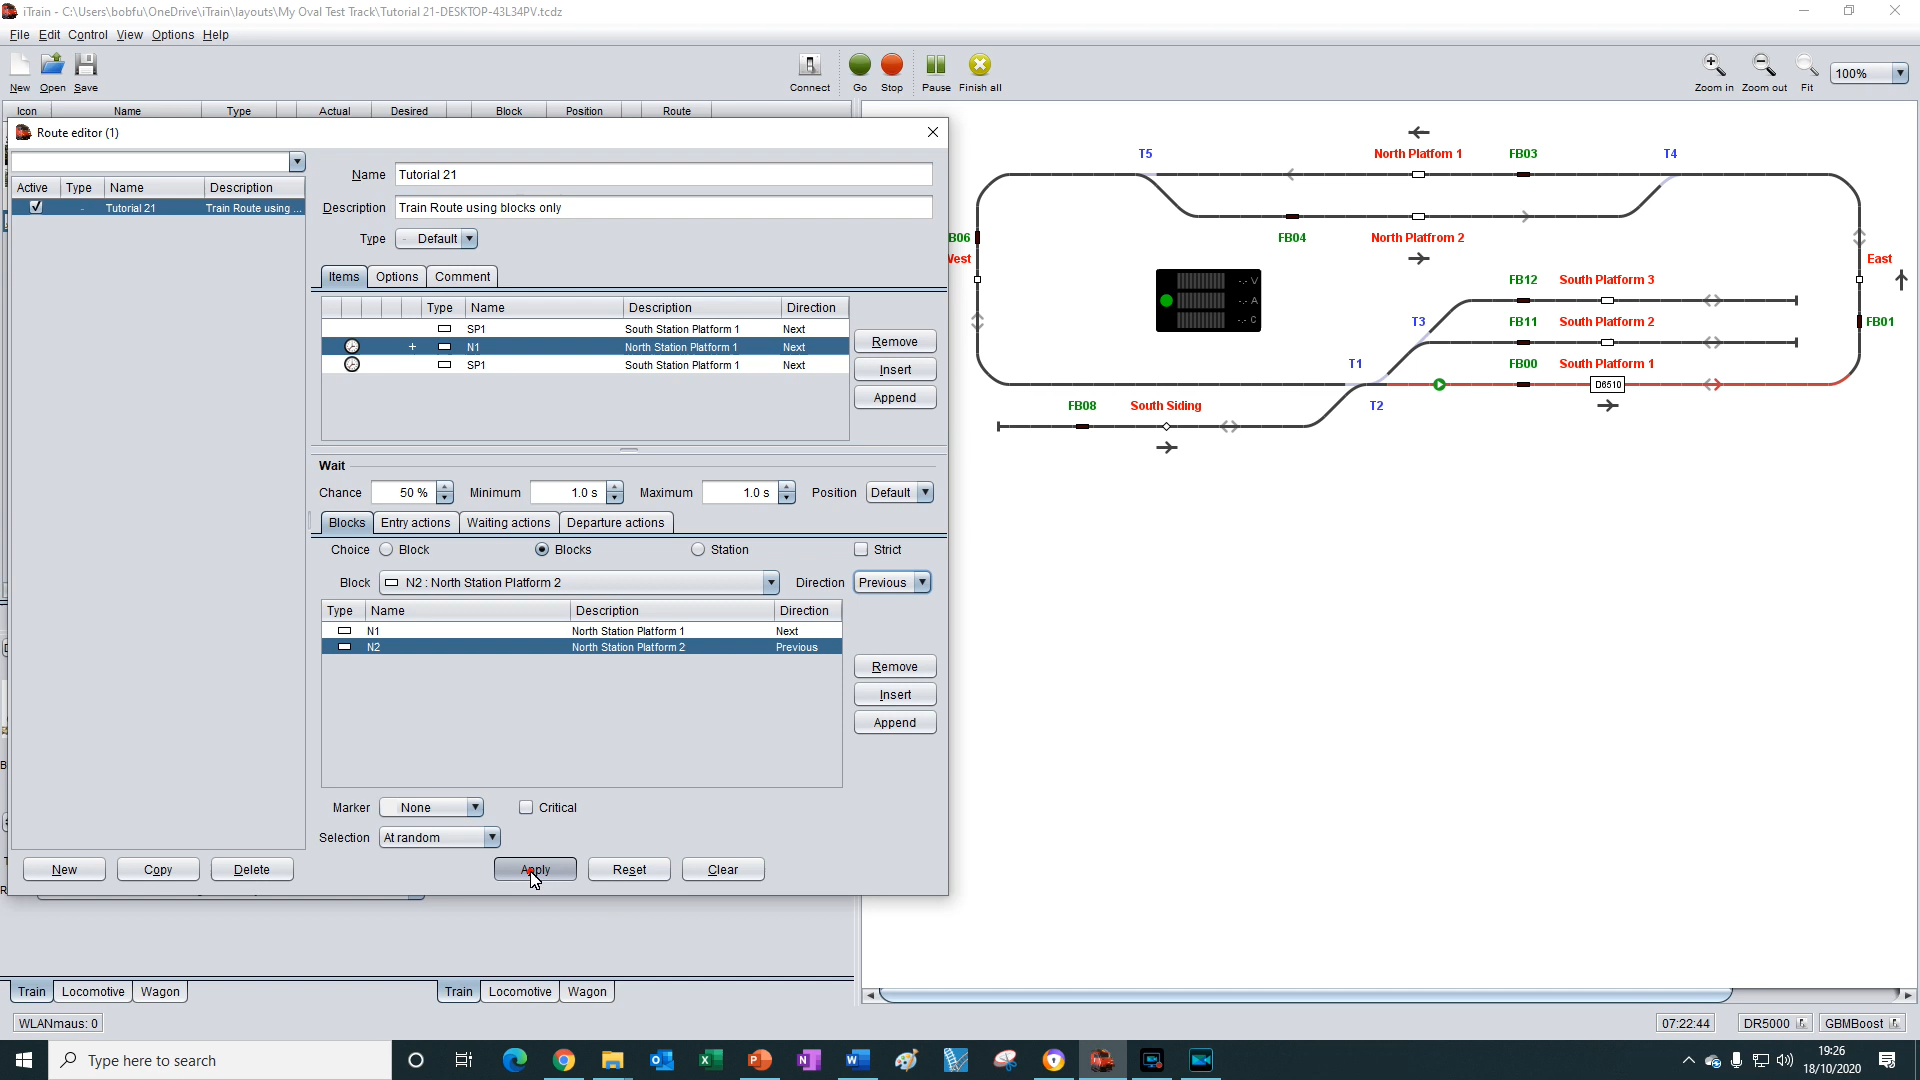 iTrain - C:\Users\bobfu\OneDrive\iTrain\layouts\My Oval Test Track\Tutorial 21-DESKTOP-43L34PV.tcdz
File Edit Control View Options Help
New Open Save Connect Go Stop Pause Finish all Zoom in Zoom out Fit 100%
Icon Name Type Actual Desired Block Position Route
Route editor (1)
Name Tutorial 21
Active Type Name Description
- Tutorial 21 Train Route using ...
Description Train Route using blocks only
Type - Default
Items Options Comment
Type Name Description Direction
SP1 South Station Platform 1 Next
+ N1 North Station Platform 1 Next
SP1 South Station Platform 1 Next
Remove
Insert
Append
Wait
Chance 50 % Minimum 1.0 s Maximum 1.0 s Position Default
Blocks Entry actions Waiting actions Departure actions
Choice Block Blocks Station Strict
Block N2 : North Station Platform 2 Direction Previous
Type Name Description Direction
N1 North Station Platform 1 Next
N2 North Station Platform 2 Previous
Remove
Insert
Append
Marker None Critical
Selection At random
New Copy Delete Apply Reset Clear
T5 North Platfom 1 FB03 T4
FB04 North Platfrom 2
B06
West
-.- V
-.- A
-.- C
FB12 South Platform 3 East
T3 FB11 South Platform 2 FB01
T1 FB00 South Platform 1
D6510
FB08 South Siding T2
Train Locomotive Wagon Train Locomotive Wagon
WLANmaus: 0 07:22:44 DR5000 GBMBoost
Type here to search
19:26
18/10/2020